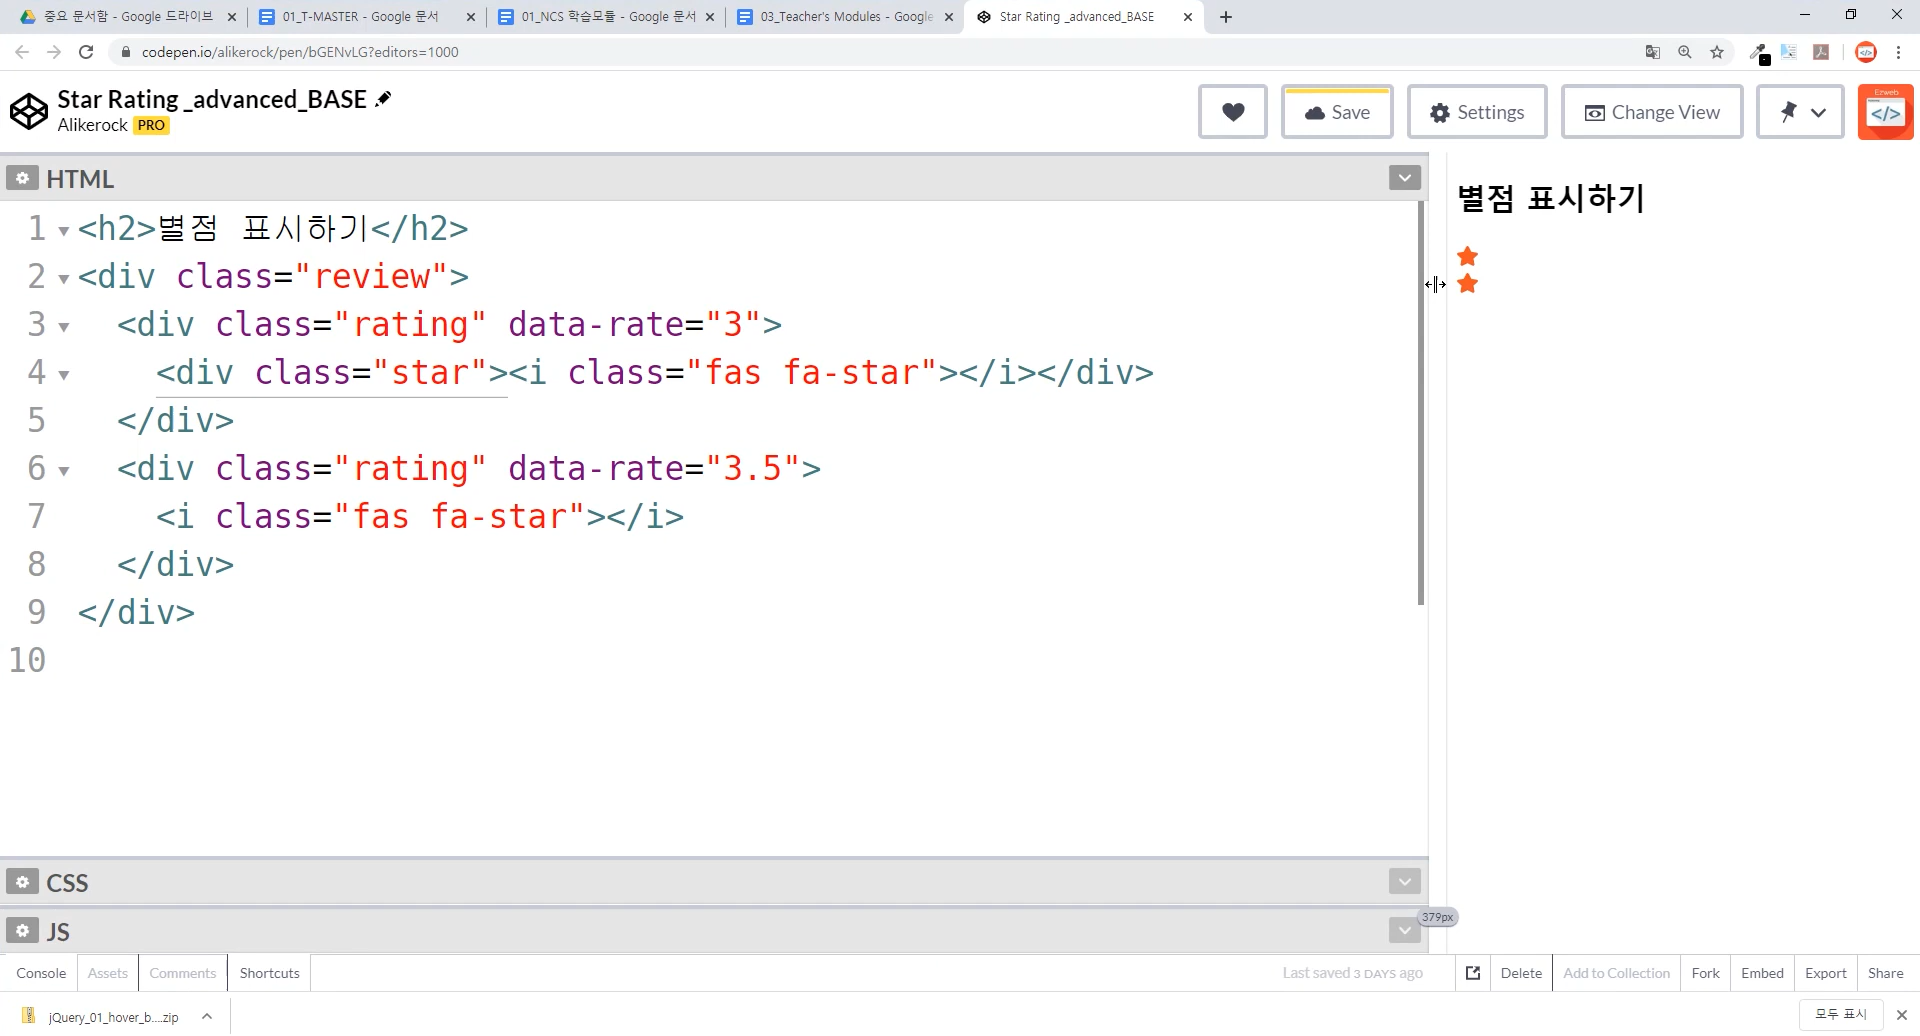 중요 문서함 - Google 드라이브
01_T-MASTER - Google 문서
01_NCS 학습모듈 - Google 문서
03_Teacher's Modules - Google
Star Rating _advanced_BASE
codepen.io/alikerock/pen/bGENvLG?editors=1000
Star Rating _advanced_BASE
Alikerock PRO
Save
Settings
Change View
Ezweb
</>
HTML
1 <h2>별점 표시하기</h2>
2 <div class="review">
3 <div class="rating" data-rate="3">
4 <div class="star"><i class="fas fa-star"></i></div>
5 </div>
6 <div class="rating" data-rate="3.5">
7 <i class="fas fa-star"></i>
8 </div>
9 </div>
10
별점 표시하기
CSS
JS
379px
Console
Assets
Comments
Shortcuts
Last saved 3 DAYS ago
Delete
Add to Collection
Fork
Embed
Export
Share
jQuery_01_hover_b....zip
모두 표시